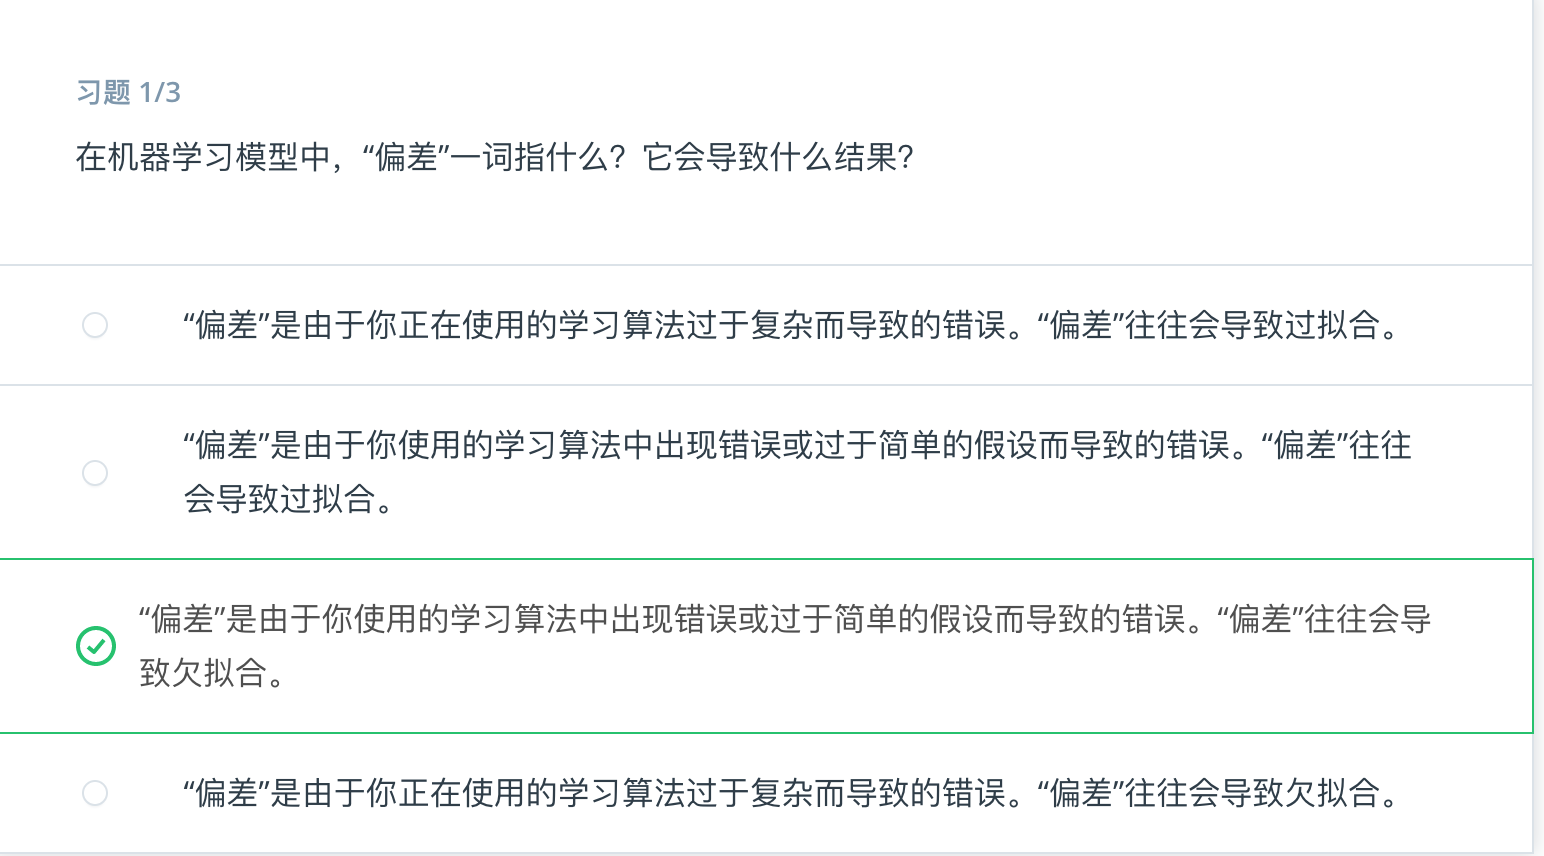 习题 1/3
在机器学习模型中，“偏差”一词指什么？它会导致什么结果？
“偏差”是由于你正在使用的学习算法过于复杂而导致的错误。“偏差”往往会导致过拟合。
“偏差”是由于你使用的学习算法中出现错误或过于简单的假设而导致的错误。“偏差”往往
会导致过拟合。
“偏差”是由于你使用的学习算法中出现错误或过于简单的假设而导致的错误。“偏差”往往会导
致欠拟合。
“偏差”是由于你正在使用的学习算法过于复杂而导致的错误。“偏差”往往会导致欠拟合。